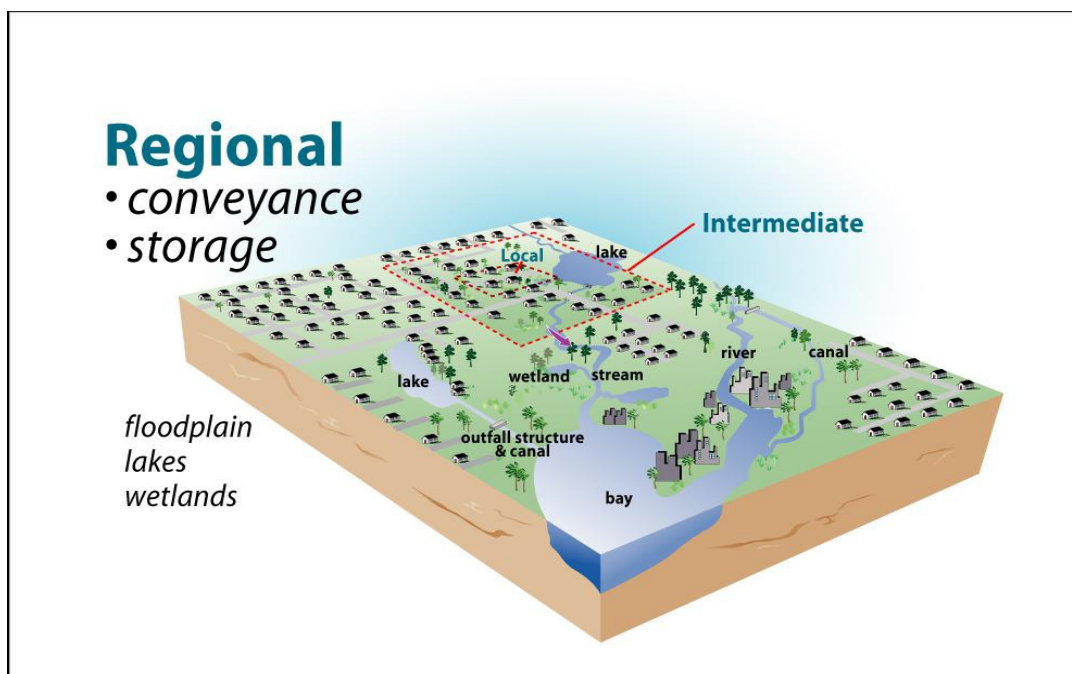 Regional
• conveyance
• storage
Intermediate
Local
lake
river
canal
lake
wetland
stream
floodplain
lakes
wetlands
outfall structure
& canal
bay